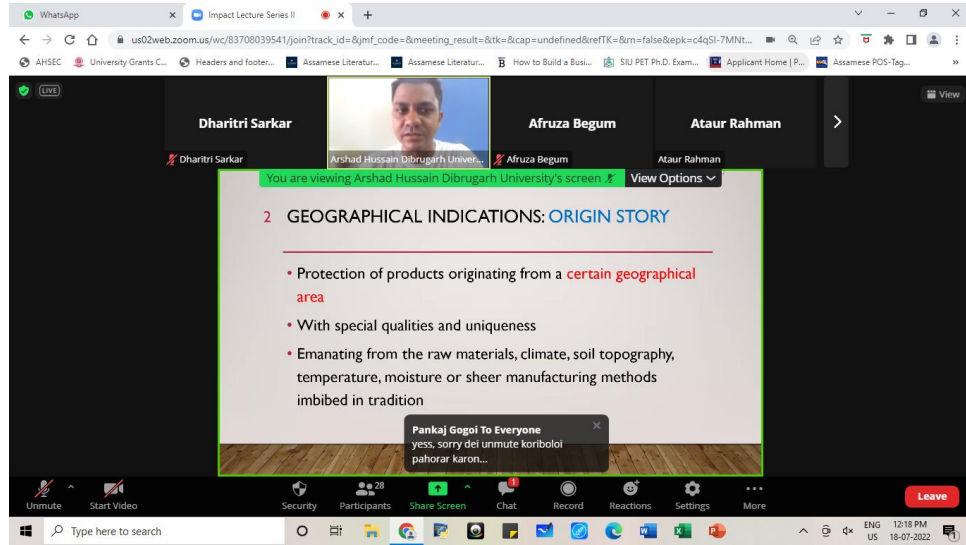 WhatsApp
Impact Lecture Series II
us02web.zoom.us/wc/83708039541/join?track_id=&jmf_code=&meeting_result=&tk=&cap=undefined&refTK=&rn=false&epk=c4qSI-7MNt...
AHSEC
University Grants C...
Headers and footer...
Assamese Literatur...
Assamese Literatur...
How to Build a Busi...
SIU PET Ph.D. Exam...
Applicant Home | P...
Assamese POS-Tag...
LIVE
View
Dharitri Sarkar
Afruza Begum
Ataur Rahman
Dharitri Sarkar
Arshad Hussain Dibrugarh Univer...
Afruza Begum
Ataur Rahman
You are viewing Arshad Hussain Dibrugarh University's screen
View Options
2 GEOGRAPHICAL INDICATIONS: ORIGIN STORY
• Protection of products originating from a certain geographical
area
• With special qualities and uniqueness
• Emanating from the raw materials, climate, soil topography,
temperature, moisture or sheer manufacturing methods
imbibed in tradition
Pankaj Gogoi To Everyone
yess, sorry dei unmute koriboloi
pahorar karon...
Unmute
Start Video
Security
Participants
28
Share Screen
Chat
1
Record
Reactions
Settings
More
Leave
Type here to search
ENG
US
12:18 PM
18-07-2022